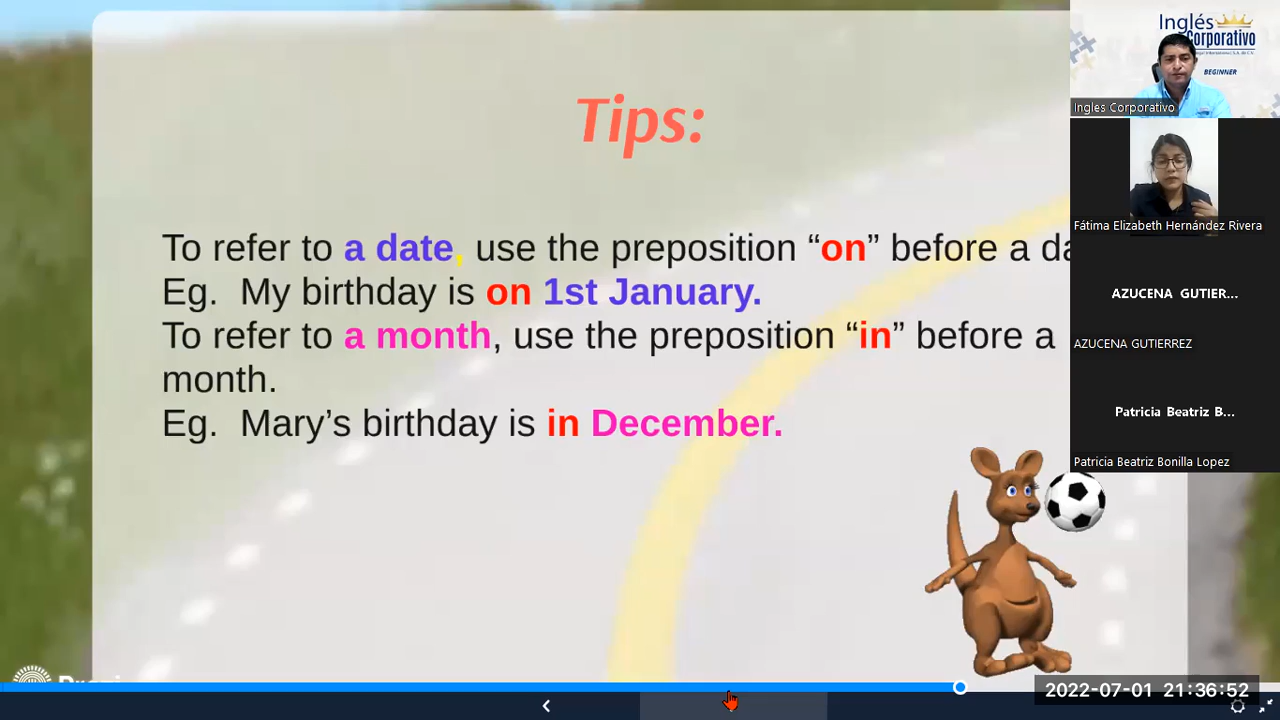 Tips:
To refer to a date, use the preposition “on” before a
Eg. My birthday is on 1st January.
To refer to a month, use the preposition “in” before a
month.
Eg. Mary’s birthday is in December.
Inglés
Corporativo
BEGINNER
Ingles Corporativo
Fátima Elizabeth Hernández Rivera
AZUCENA GUTIER...
AZUCENA GUTIERREZ
Patricia Beatriz B...
Patricia Beatriz Bonilla Lopez
2022-07-01 21:36:52